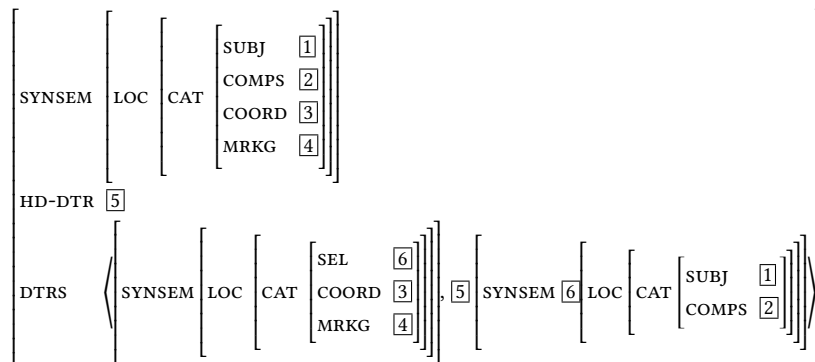 SUBJ 1
COMPS 2
SYNSEM LOC CAT COORD 3
MRKG 4
HD-DTR 5
SEL 6
DTRS ⟨ SYNSEM LOC CAT COORD 3 , 5 SYNSEM 6 LOC CAT SUBJ 1 ⟩
MRKG 4 COMPS 2